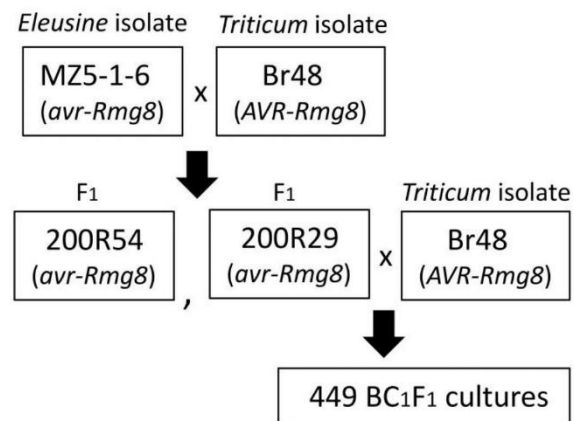 Eleusine isolate Triticum isolate
MZ5-1-6 x Br48
(avr-Rmg8) (AVR-Rmg8)
F1 F1 Triticum isolate
200R54 , 200R29 x Br48
(avr-Rmg8) (avr-Rmg8) (AVR-Rmg8)
449 BC1F1 cultures